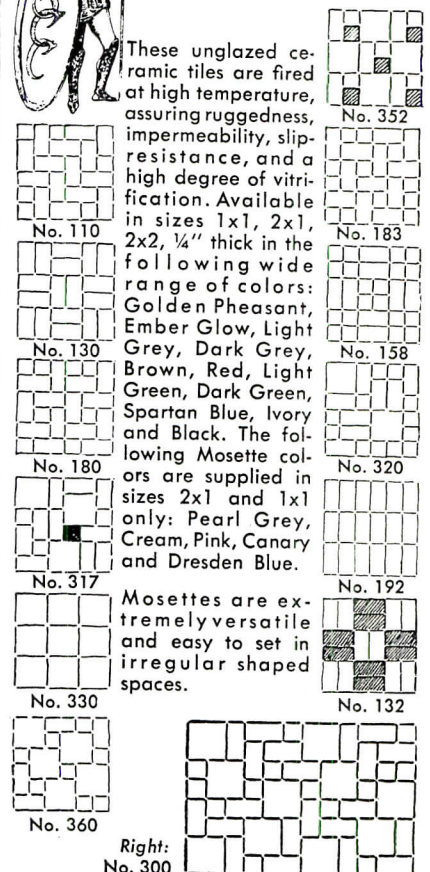 These unglazed ce-
ramic tiles are fired
at high temperature,
assuring ruggedness,
impermeability, slip-
resistance, and a
high degree of vitri-
fication. Available
in sizes 1x1, 2x1,
2x2, ¼" thick in the
following wide
range of colors:
Golden Pheasant,
Ember Glow, Light
Grey, Dark Grey,
Brown, Red, Light
Green, Dark Green,
Spartan Blue, Ivory
and Black. The fol-
lowing Mosette col-
ors are supplied in
sizes 2x1 and 1x1
only: Pearl Grey,
Cream, Pink, Canary
and Dresden Blue.
Mosettes are ex-
tremely versatile
and easy to set in
irregular shaped
spaces.
No. 110
No. 130
No. 180
No. 317
No. 330
No. 360
No. 352
No. 183
No. 158
No. 320
No. 192
No. 132
Right:
No. 300